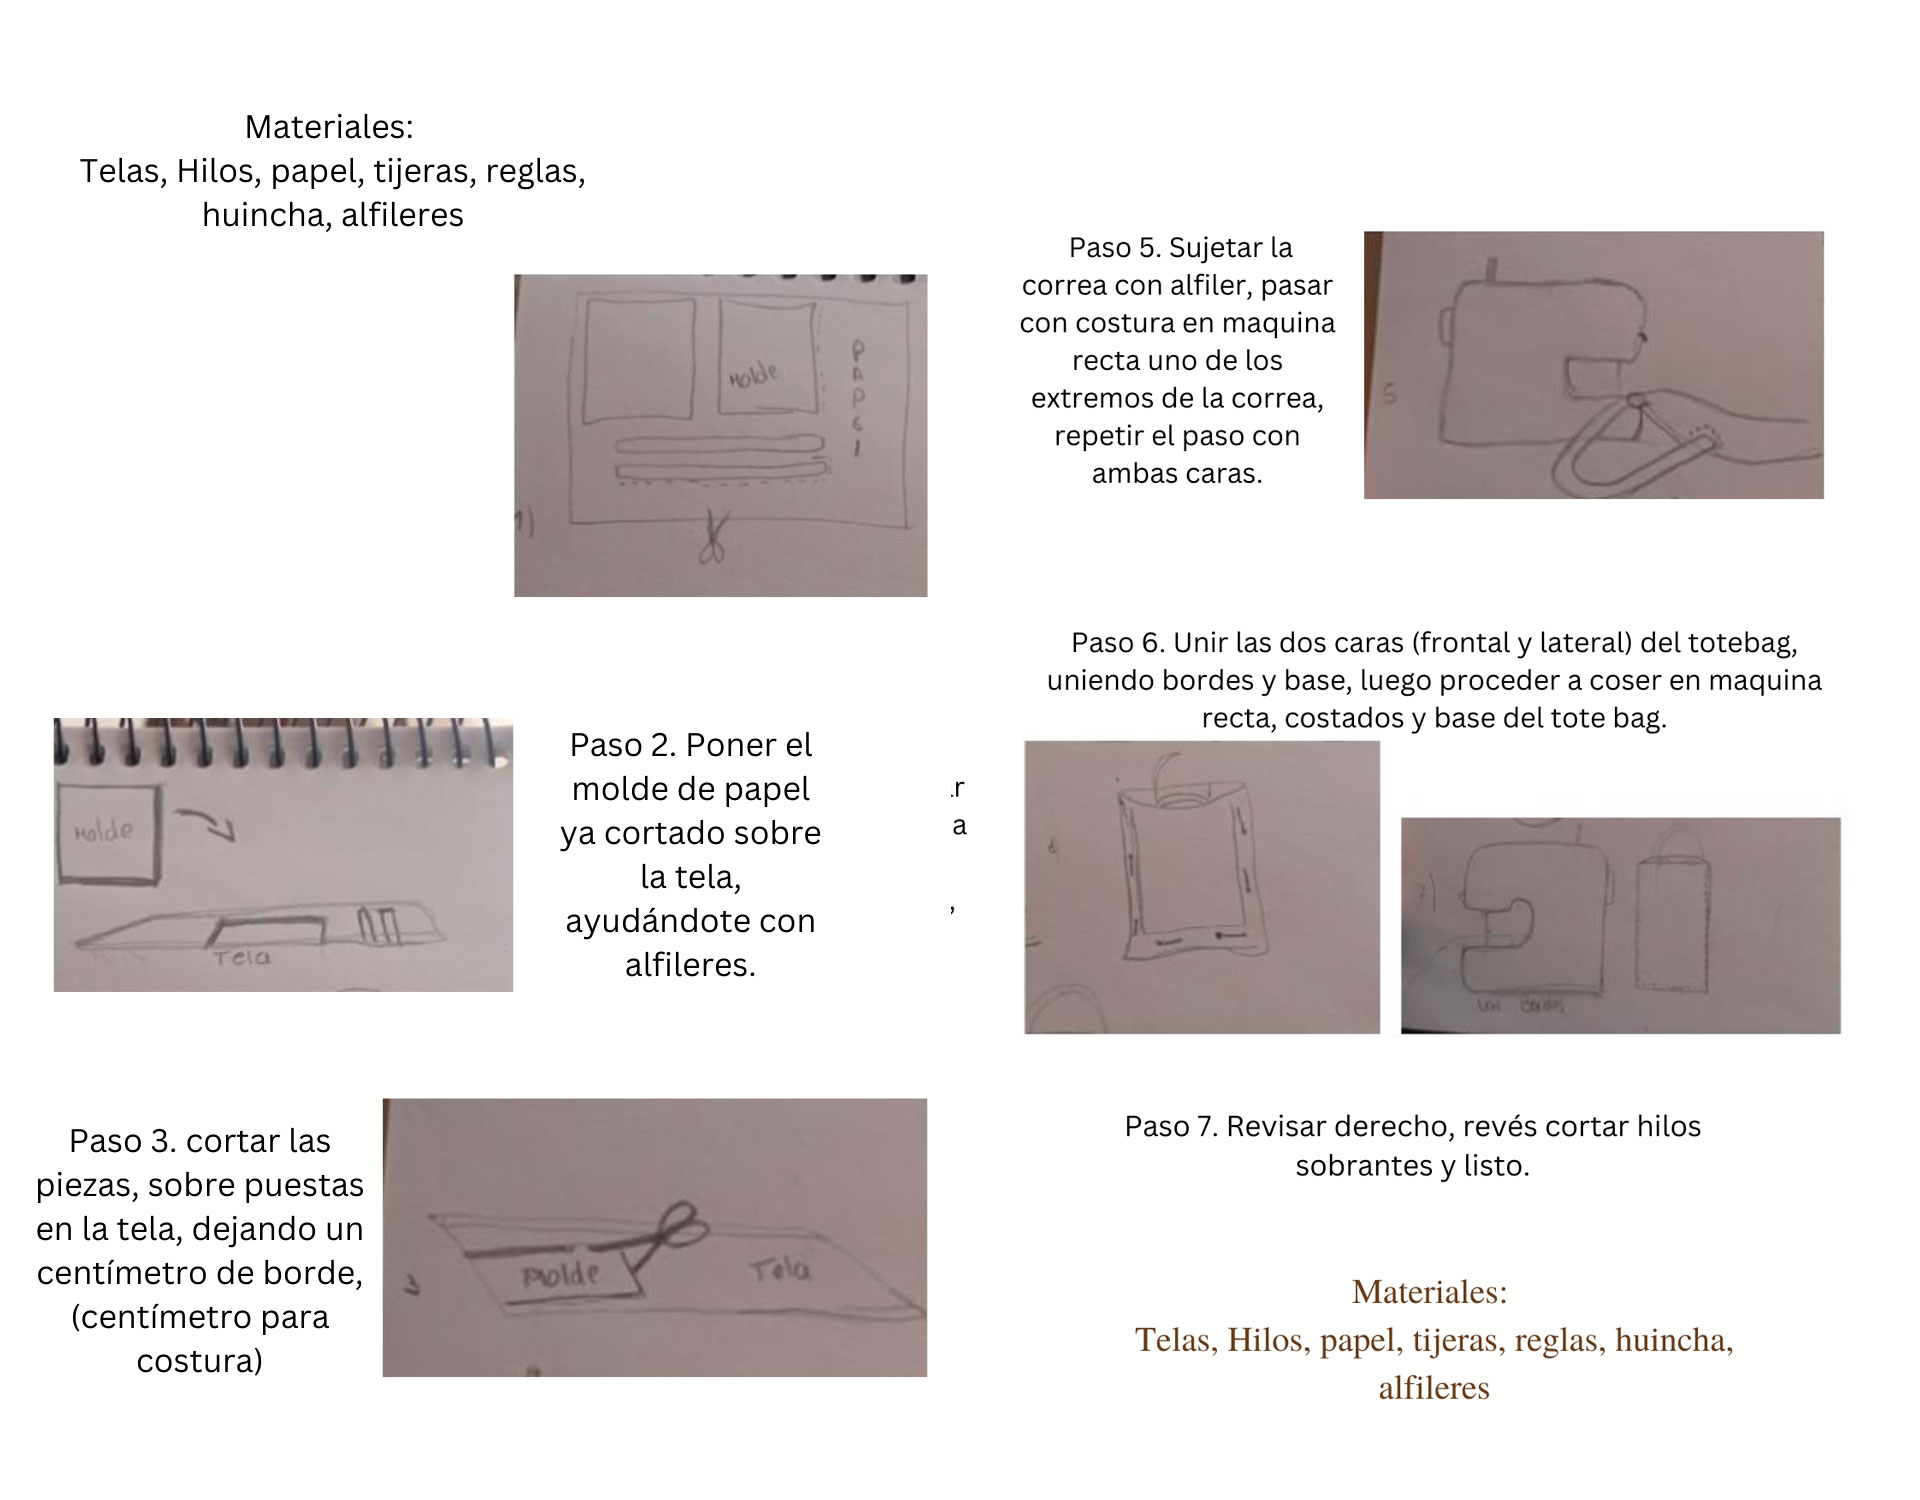 Materiales:
Telas, Hilos, papel, tijeras, reglas,
huincha, alfileres
Molde
PAPEl
1)
Paso 2. Poner el
molde de papel
ya cortado sobre
la tela,
ayudándote con
alfileres.
Molde
Tela
Paso 3. cortar las
piezas, sobre puestas
en la tela, dejando un
centímetro de borde,
(centímetro para
costura)
3
Molde
Tela
r
a
,
Paso 5. Sujetar la
correa con alfiler, pasar
con costura en maquina
recta uno de los
extremos de la correa,
repetir el paso con
ambas caras.
5
Paso 6. Unir las dos caras (frontal y lateral) del totebag,
uniendo bordes y base, luego proceder a coser en maquina
recta, costados y base del tote bag.
6)
7)
Paso 7. Revisar derecho, revés cortar hilos
sobrantes y listo.
Materiales:
Telas, Hilos, papel, tijeras, reglas, huincha,
alfileres